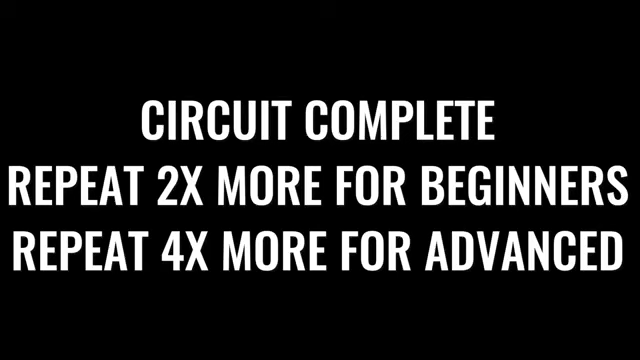 CIRCUIT COMPLETE
REPEAT 2X MORE FOR BEGINNERS
REPEAT 4X MORE FOR ADVANCED